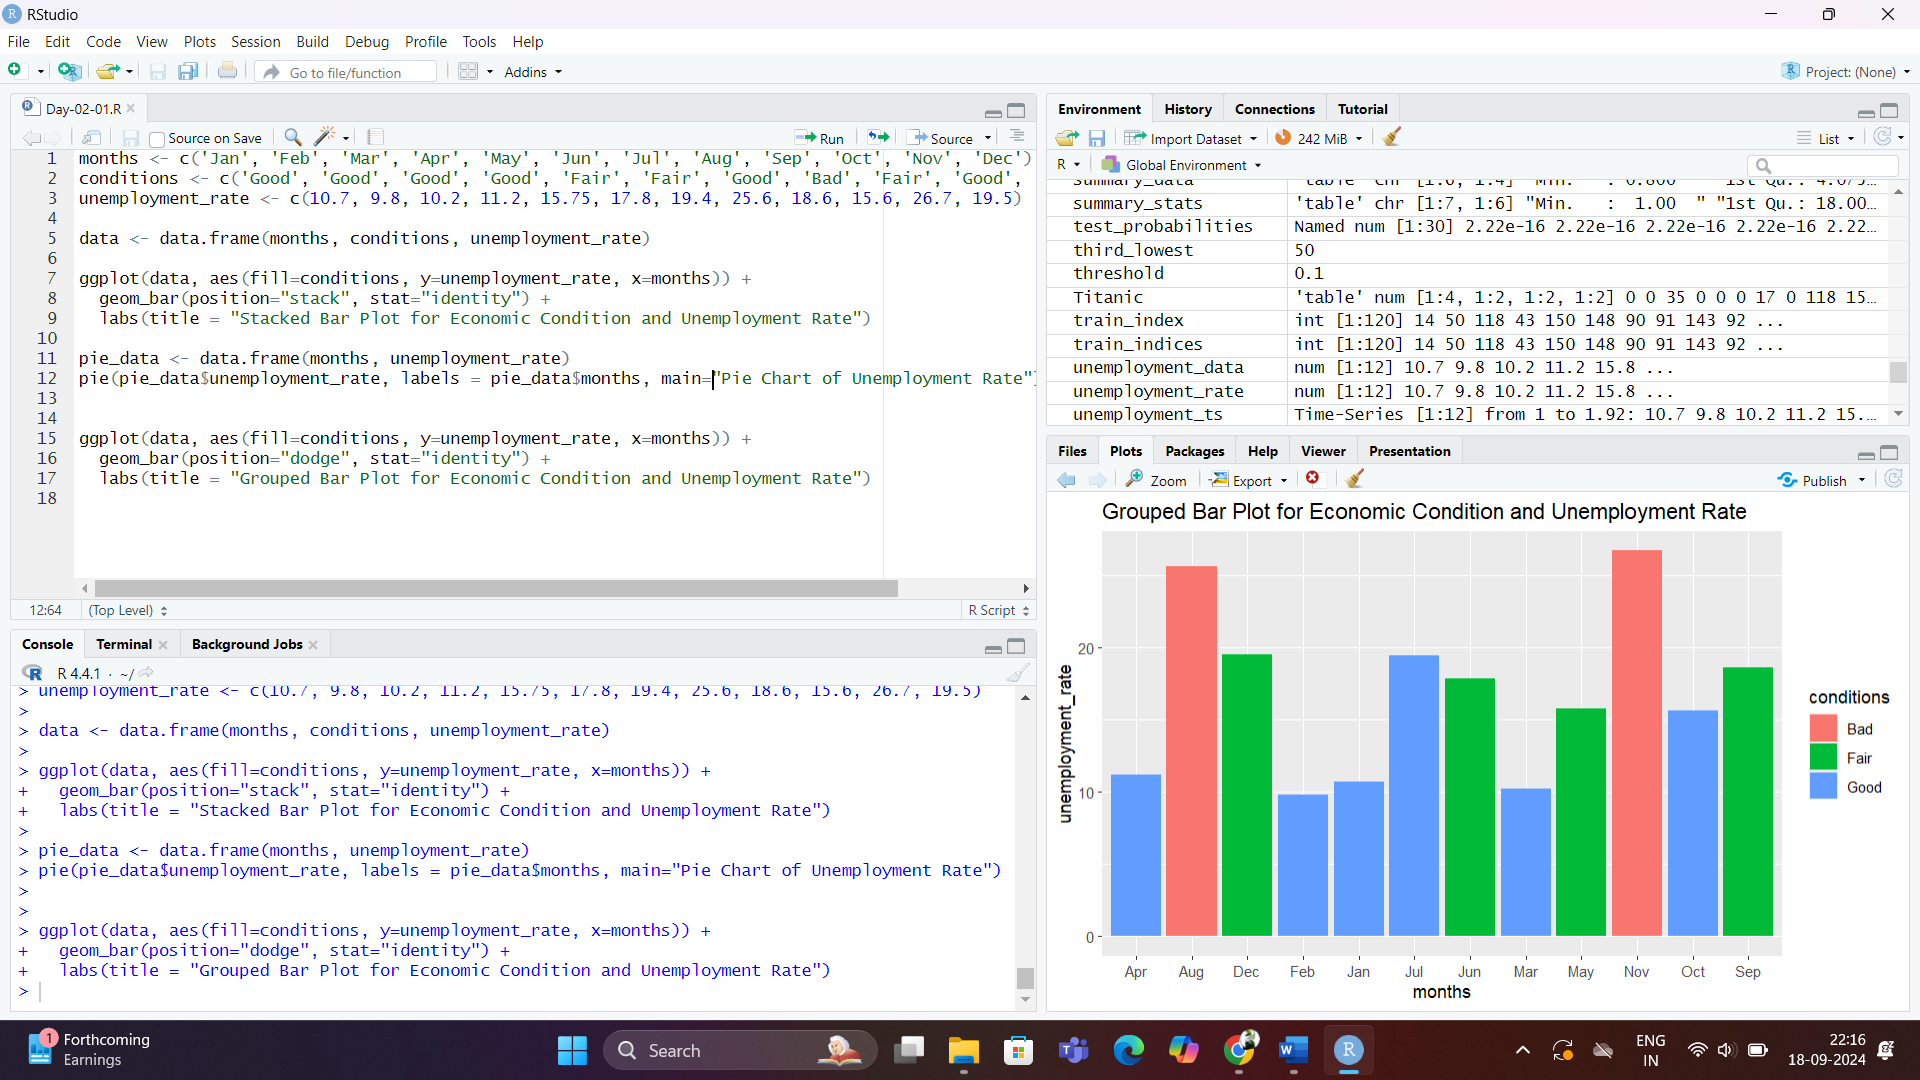 RStudio
File Edit Code View Plots Session Build Debug Profile Tools Help
Go to file/function Addins Project: (None)
Day-02-01.R
Source on Save Run Source
1 months <- c('Jan', 'Feb', 'Mar', 'Apr', 'May', 'Jun', 'Jul', 'Aug', 'Sep', 'Oct', 'Nov', 'Dec')
2 conditions <- c('Good', 'Good', 'Good', 'Good', 'Fair', 'Fair', 'Good', 'Bad', 'Fair', 'Good',
3 unemployment_rate <- c(10.7, 9.8, 10.2, 11.2, 15.75, 17.8, 19.4, 25.6, 18.6, 15.6, 26.7, 19.5)
4
5 data <- data.frame(months, conditions, unemployment_rate)
6
7 ggplot(data, aes(fill=conditions, y=unemployment_rate, x=months)) +
8 geom_bar(position="stack", stat="identity") +
9 labs(title = "Stacked Bar Plot for Economic Condition and Unemployment Rate")
10
11 pie_data <- data.frame(months, unemployment_rate)
12 pie(pie_data$unemployment_rate, labels = pie_data$months, main="Pie Chart of Unemployment Rate")
13
14
15 ggplot(data, aes(fill=conditions, y=unemployment_rate, x=months)) +
16 geom_bar(position="dodge", stat="identity") +
17 labs(title = "Grouped Bar Plot for Economic Condition and Unemployment Rate")
18
12:64 (Top Level) R Script
Console Terminal Background Jobs
R 4.4.1 · ~/
> unemployment_rate <- c(10.7, 9.8, 10.2, 11.2, 15.75, 17.8, 19.4, 25.6, 18.6, 15.6, 26.7, 19.5)
>
> data <- data.frame(months, conditions, unemployment_rate)
>
> ggplot(data, aes(fill=conditions, y=unemployment_rate, x=months)) +
+ geom_bar(position="stack", stat="identity") +
+ labs(title = "Stacked Bar Plot for Economic Condition and Unemployment Rate")
>
> pie_data <- data.frame(months, unemployment_rate)
> pie(pie_data$unemployment_rate, labels = pie_data$months, main="Pie Chart of Unemployment Rate")
>
>
> ggplot(data, aes(fill=conditions, y=unemployment_rate, x=months)) +
+ geom_bar(position="dodge", stat="identity") +
+ labs(title = "Grouped Bar Plot for Economic Condition and Unemployment Rate")
>
Environment History Connections Tutorial
Import Dataset 242 MiB List
R Global Environment
summary_data 'table' chr [1:6, 1:4] "Min. : 0.800 " "1st Qu.: 4.075…
summary_stats 'table' chr [1:7, 1:6] "Min. : 1.00 " "1st Qu.: 18.00…
test_probabilities Named num [1:30] 2.22e-16 2.22e-16 2.22e-16 2.22e-16 2.22…
third_lowest 50
threshold 0.1
Titanic 'table' num [1:4, 1:2, 1:2, 1:2] 0 0 35 0 0 0 17 0 118 15…
train_index int [1:120] 14 50 118 43 150 148 90 91 143 92 ...
train_indices int [1:120] 14 50 118 43 150 148 90 91 143 92 ...
unemployment_data num [1:12] 10.7 9.8 10.2 11.2 15.8 ...
unemployment_rate num [1:12] 10.7 9.8 10.2 11.2 15.8 ...
unemployment_ts Time-Series [1:12] from 1 to 1.92: 10.7 9.8 10.2 11.2 15.…
Files Plots Packages Help Viewer Presentation
Zoom Export Publish
Grouped Bar Plot for Economic Condition and Unemployment Rate
unemployment_rate
20
10
0
Apr Aug Dec Feb Jan Jul Jun Mar May Nov Oct Sep
months
conditions
Bad
Fair
Good
1 Forthcoming
Earnings
Search
ENG
IN
22:16
18-09-2024